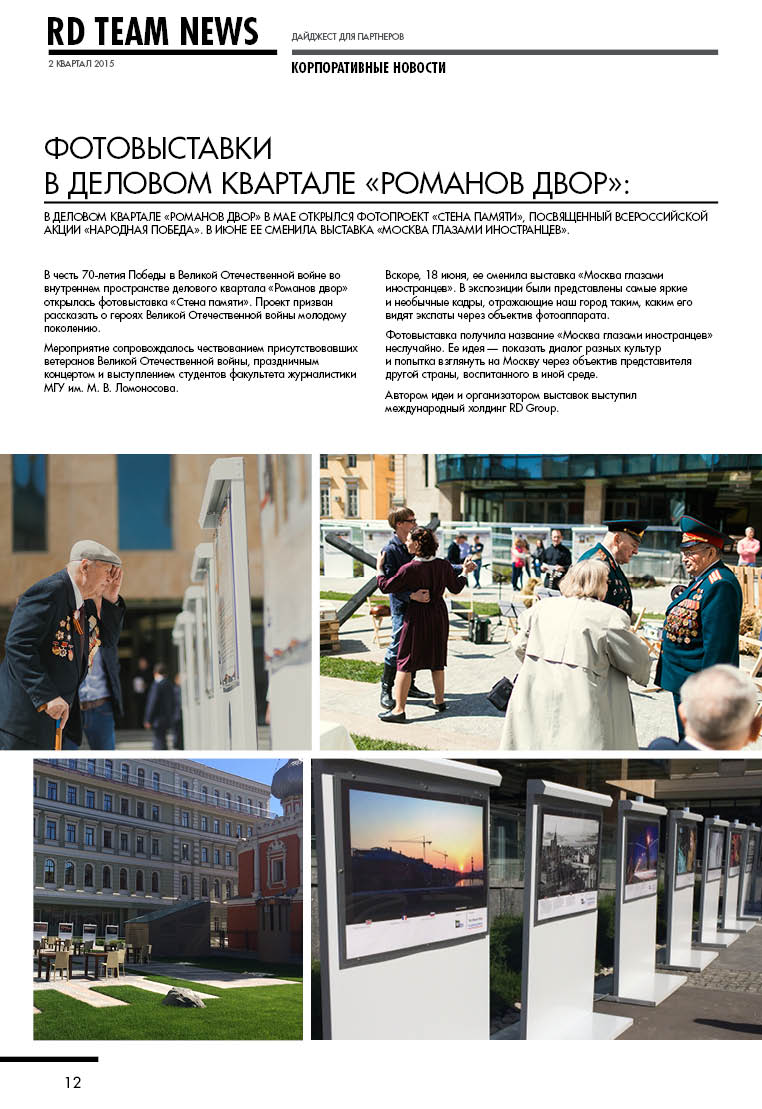 RD TEAM NEWS
ДАЙДЖЕСТ ДЛЯ ПАРТНЕРОВ
2 КВАРТАЛ 2015
КОРПОРАТИВНЫЕ НОВОСТИ
ФОТОВЫСТАВКИ
В ДЕЛОВОМ КВАРТАЛЕ «РОМАНОВ ДВОР»:
В ДЕЛОВОМ КВАРТАЛЕ «РОМАНОВ ДВОР» В МАЕ ОТКРЫЛСЯ ФОТОПРОЕКТ «СТЕНА ПАМЯТИ», ПОСВЯЩЕННЫЙ ВСЕРОССИЙСКОЙ
АКЦИИ «НАРОДНАЯ ПОБЕДА». В ИЮНЕ ЕЕ СМЕНИЛА ВЫСТАВКА «МОСКВА ГЛАЗАМИ ИНОСТРАНЦЕВ».
В честь 70-летия Победы в Великой Отечественной войне во
внутреннем пространстве делового квартала «Романов двор»
открылась фотовыставка «Стена памяти». Проект призван
рассказать о героях Великой Отечественной войны молодому
поколению.
Мероприятие сопровождалось чествованием присутствовавших
ветеранов Великой Отечественной войны, праздничным
концертом и выступлением студентов факультета журналистики
МГУ им. М. В. Ломоносова.
Вскоре, 18 июня, ее сменила выставка «Москва глазами
иностранцев». В экспозиции были представлены самые яркие
и необычные кадры, отражающие наш город таким, каким его
видят экспаты через объектив фотоаппарата.
Фотовыставка получила название «Москва глазами иностранцев»
неслучайно. Ее идея — показать диалог разных культур
и попытка взглянуть на Москву через объектив представителя
другой страны, воспитанного в иной среде.
Автором идеи и организатором выставок выступил
международный холдинг RD Group.
12